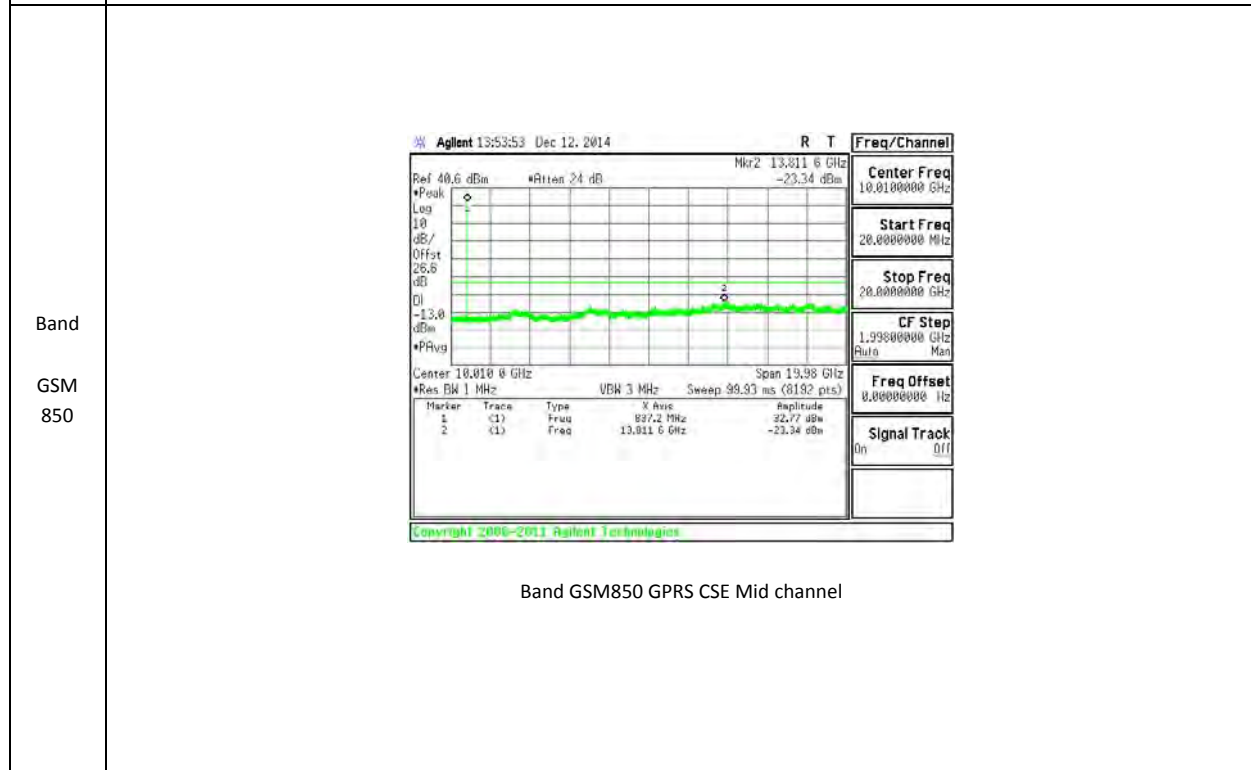 Band
GSM
850
Agilent 13:53:53 Dec 12, 2014 R T
Mkr2 13.811 6 GHz
Ref 40.6 dBm *Atten 24 dB -23.34 dBm
*Peak
Log
10
dB/
Offst
26.6
dB
DI
-13.0
dBm
*PAvg
1
2
Center 10.010 0 GHz Span 19.98 GHz
*Res BW 1 MHz VBW 3 MHz Sweep 99.93 ms (8192 pts)
Marker Trace Type X Axis Amplitude
1 (1) Freq 837.2 MHz 32.77 dBm
2 (1) Freq 13.811 6 GHz -23.34 dBm
Copyright 2000-2011 Agilent Technologies
Freq/Channel
Center Freq
10.0100000 GHz
Start Freq
20.0000000 MHz
Stop Freq
20.0000000 GHz
CF Step
1.99800000 GHz
Auto Man
Freq Offset
0.00000000 Hz
Signal Track
On Off
Band GSM850 GPRS CSE Mid channel